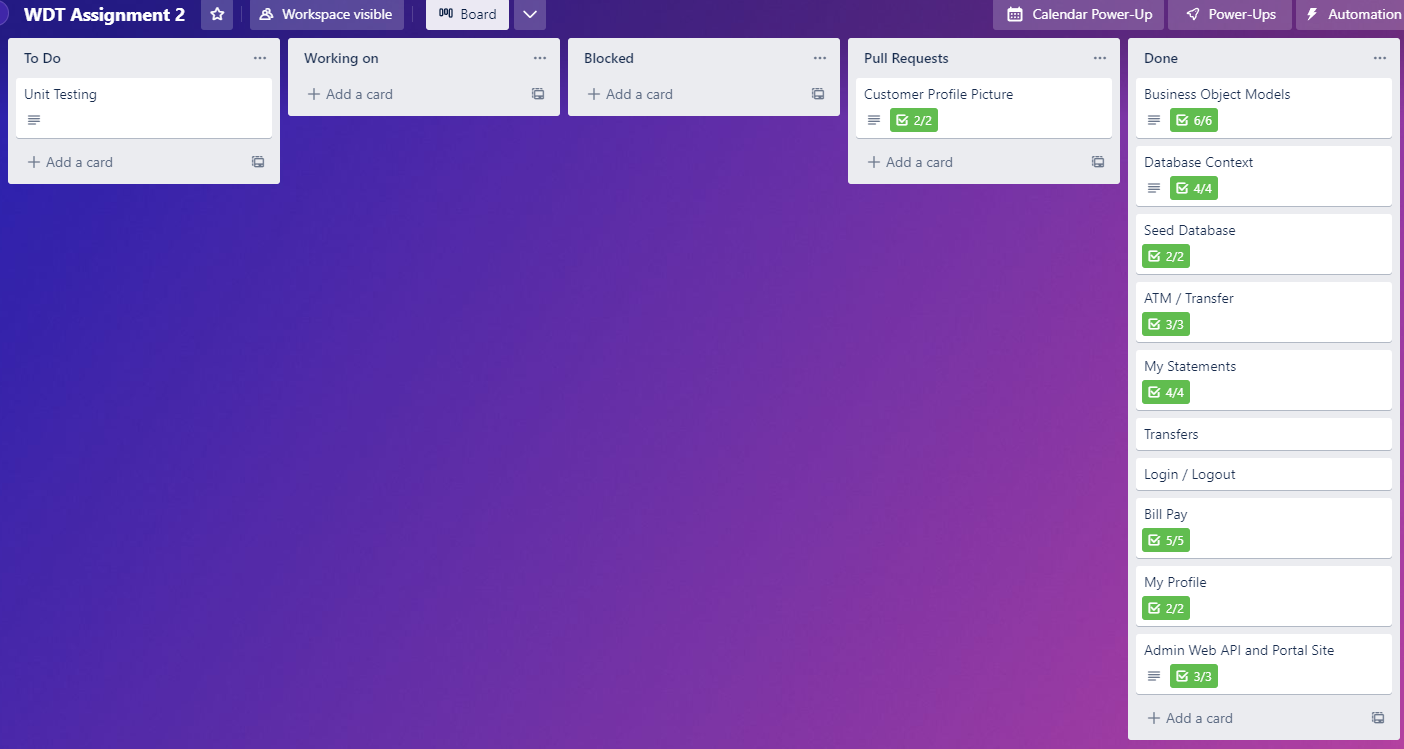 WDT Assignment 2
Workspace visible
Board
Calendar Power-Up
Power-Ups
Automation
To Do
Unit Testing
+ Add a card
Working on
+ Add a card
Blocked
+ Add a card
Pull Requests
Customer Profile Picture
2/2
+ Add a card
Done
Business Object Models
6/6
Database Context
4/4
Seed Database
2/2
ATM / Transfer
3/3
My Statements
4/4
Transfers
Login / Logout
Bill Pay
5/5
My Profile
2/2
Admin Web API and Portal Site
3/3
+ Add a card